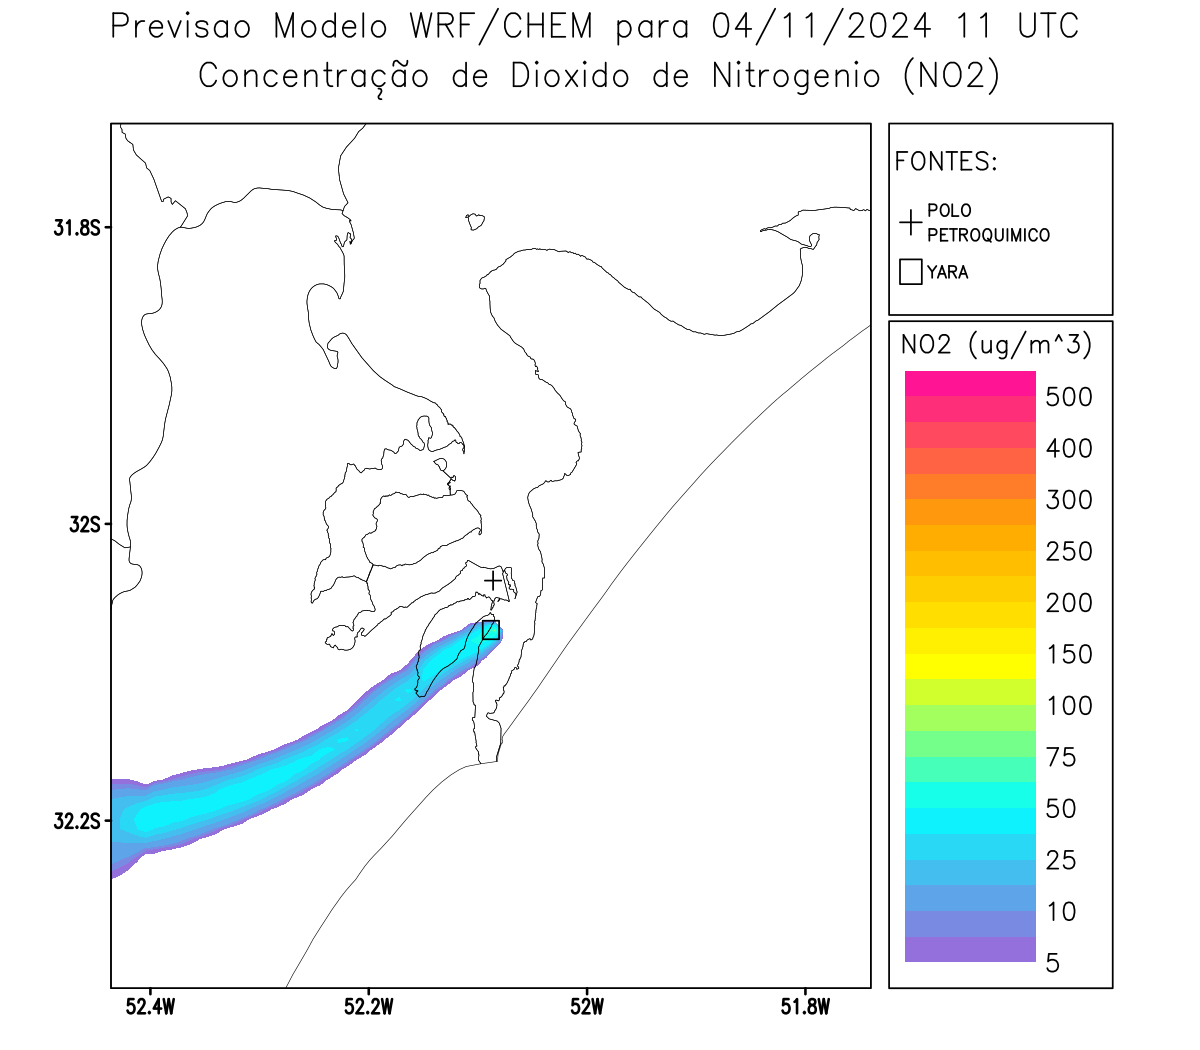 Previsao Modelo WRF/CHEM para 04/11/2024 11 UTC
Concentração de Dioxido de Nitrogenio (NO2)
FONTES:
POLO
PETROQUIMICO
YARA
NO2 (ug/m^3)
500
400
300
250
200
150
100
75
50
25
10
5
31.8S
32S
32.2S
52.4W
52.2W
52W
51.8W